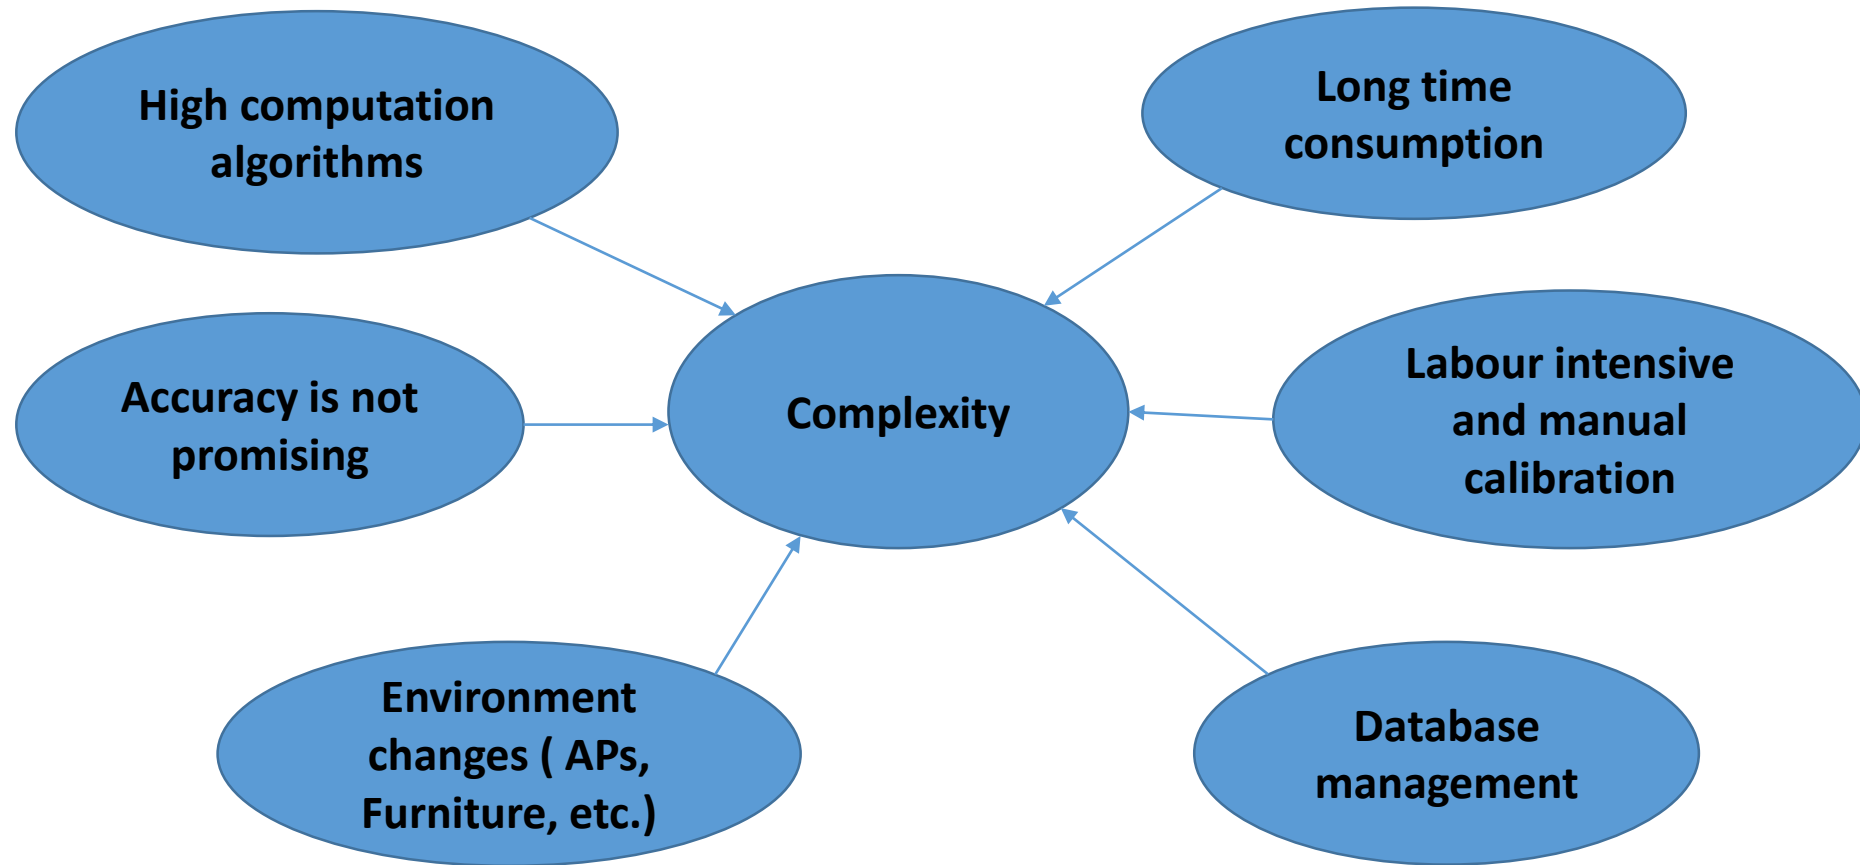 High computation
algorithms
Long time
consumption
Accuracy is not
promising
Complexity
Labour intensive
and manual
calibration
Environment
changes ( APs,
Furniture, etc.)
Database
management